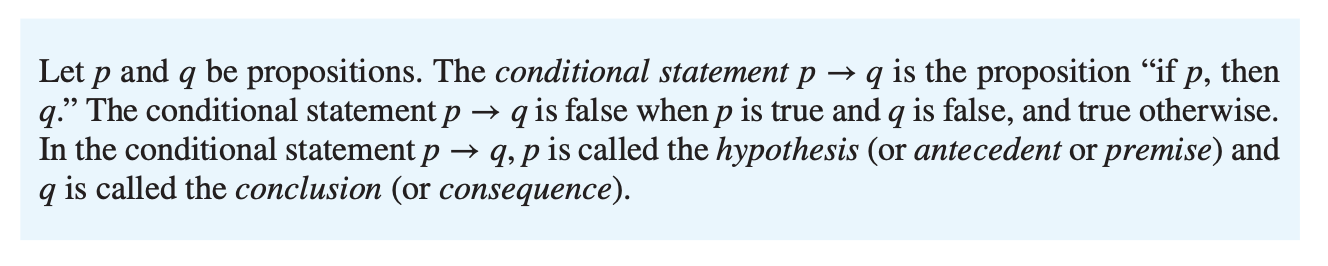 Let p and q be propositions. The conditional statement p → q is the proposition “if p, then
q.” The conditional statement p → q is false when p is true and q is false, and true otherwise.
In the conditional statement p → q, p is called the hypothesis (or antecedent or premise) and
q is called the conclusion (or consequence).